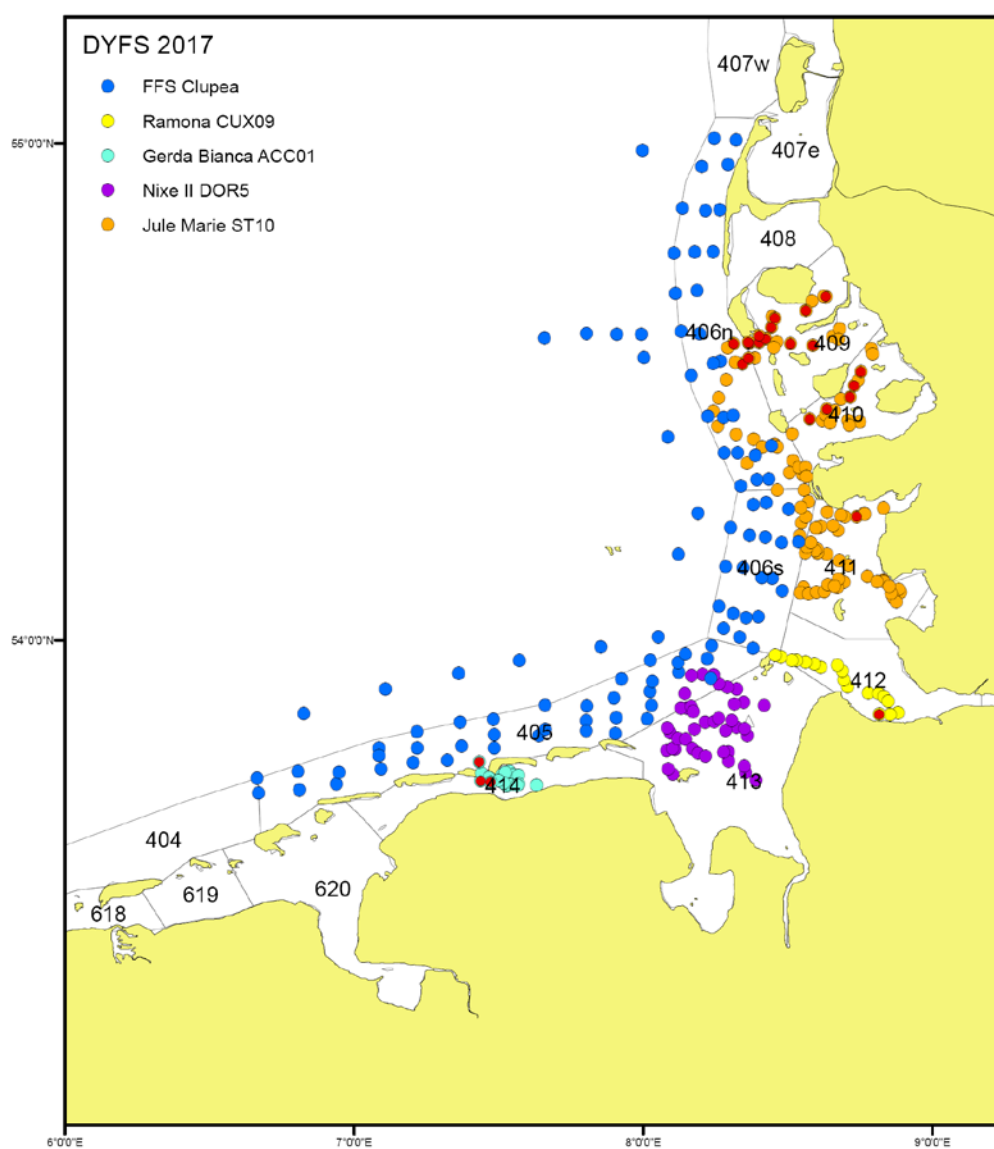 DYFS 2017
FFS Clupea
Ramona CUX09
Gerda Bianca ACC01
Nixe II DOR5
Jule Marie ST10
407w
55°0'0"N
407e
408
406n
409
410
406s
411
54°0'0"N
412
405
414
413
404
619
620
618
6°0'0"E
7°0'0"E
8°0'0"E
9°0'0"E